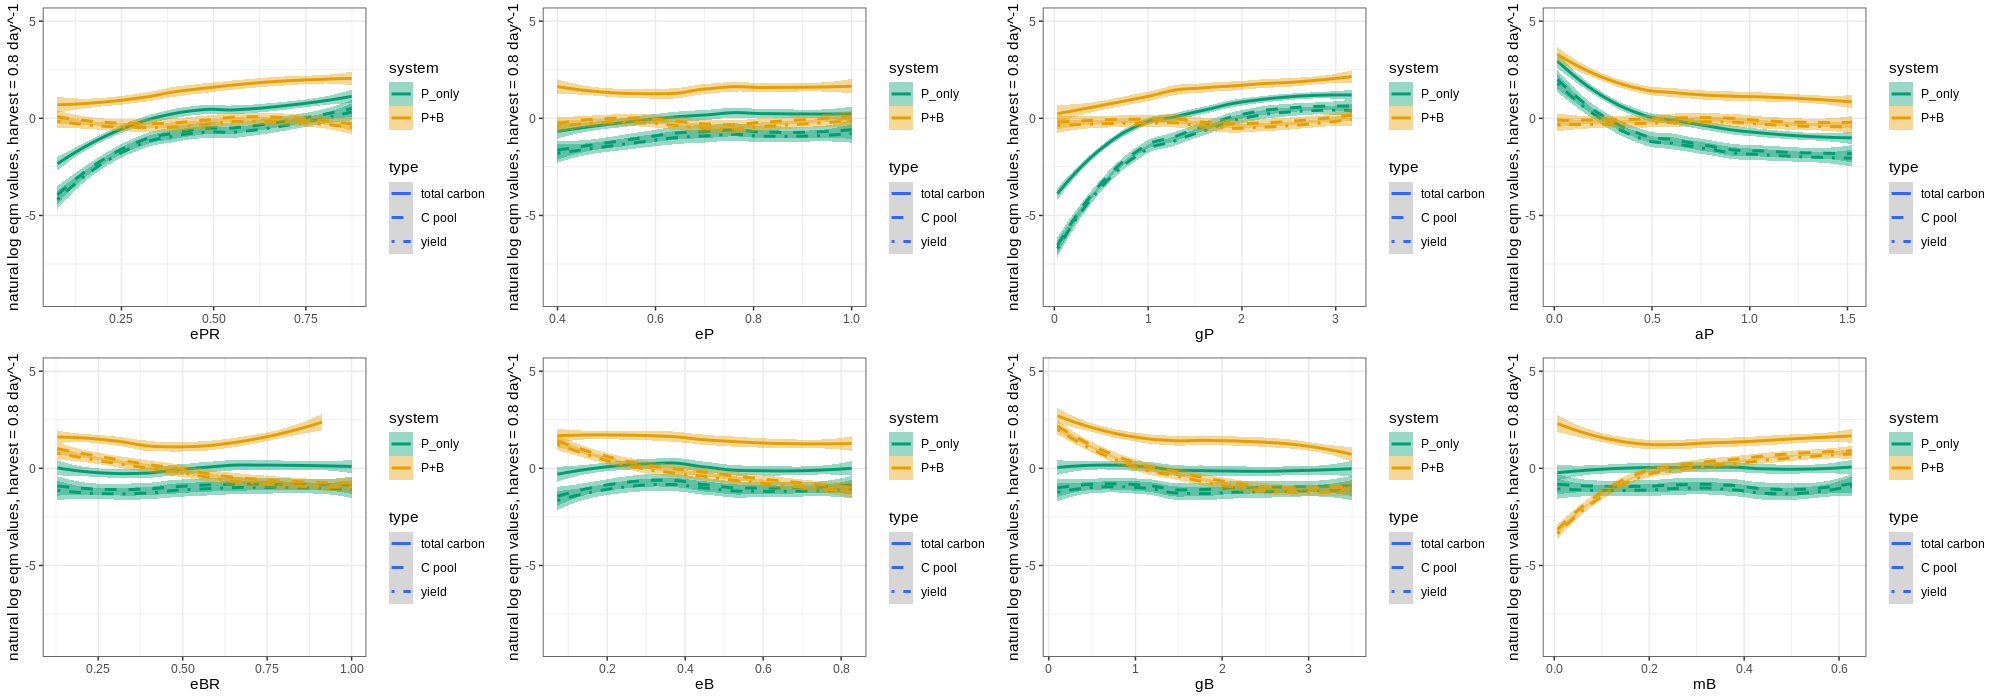 natural log eqm values, harvest = 0.8 day^-1
5
0
-5
0.25
0.50
0.75
ePR
system
P_only
P+B
type
total carbon
C pool
yield
natural log eqm values, harvest = 0.8 day^-1
5
0
-5
0.4
0.6
0.8
1.0
eP
system
P_only
P+B
type
total carbon
C pool
yield
natural log eqm values, harvest = 0.8 day^-1
5
0
-5
0
1
2
3
gP
system
P_only
P+B
type
total carbon
C pool
yield
natural log eqm values, harvest = 0.8 day^-1
5
0
-5
0.0
0.5
1.0
1.5
aP
system
P_only
P+B
type
total carbon
C pool
yield
natural log eqm values, harvest = 0.8 day^-1
5
0
-5
0.25
0.50
0.75
1.00
eBR
system
P_only
P+B
type
total carbon
C pool
yield
natural log eqm values, harvest = 0.8 day^-1
5
0
-5
0.2
0.4
0.6
0.8
eB
system
P_only
P+B
type
total carbon
C pool
yield
natural log eqm values, harvest = 0.8 day^-1
5
0
-5
0
1
2
3
gB
system
P_only
P+B
type
total carbon
C pool
yield
natural log eqm values, harvest = 0.8 day^-1
5
0
-5
0.0
0.2
0.4
0.6
mB
system
P_only
P+B
type
total carbon
C pool
yield